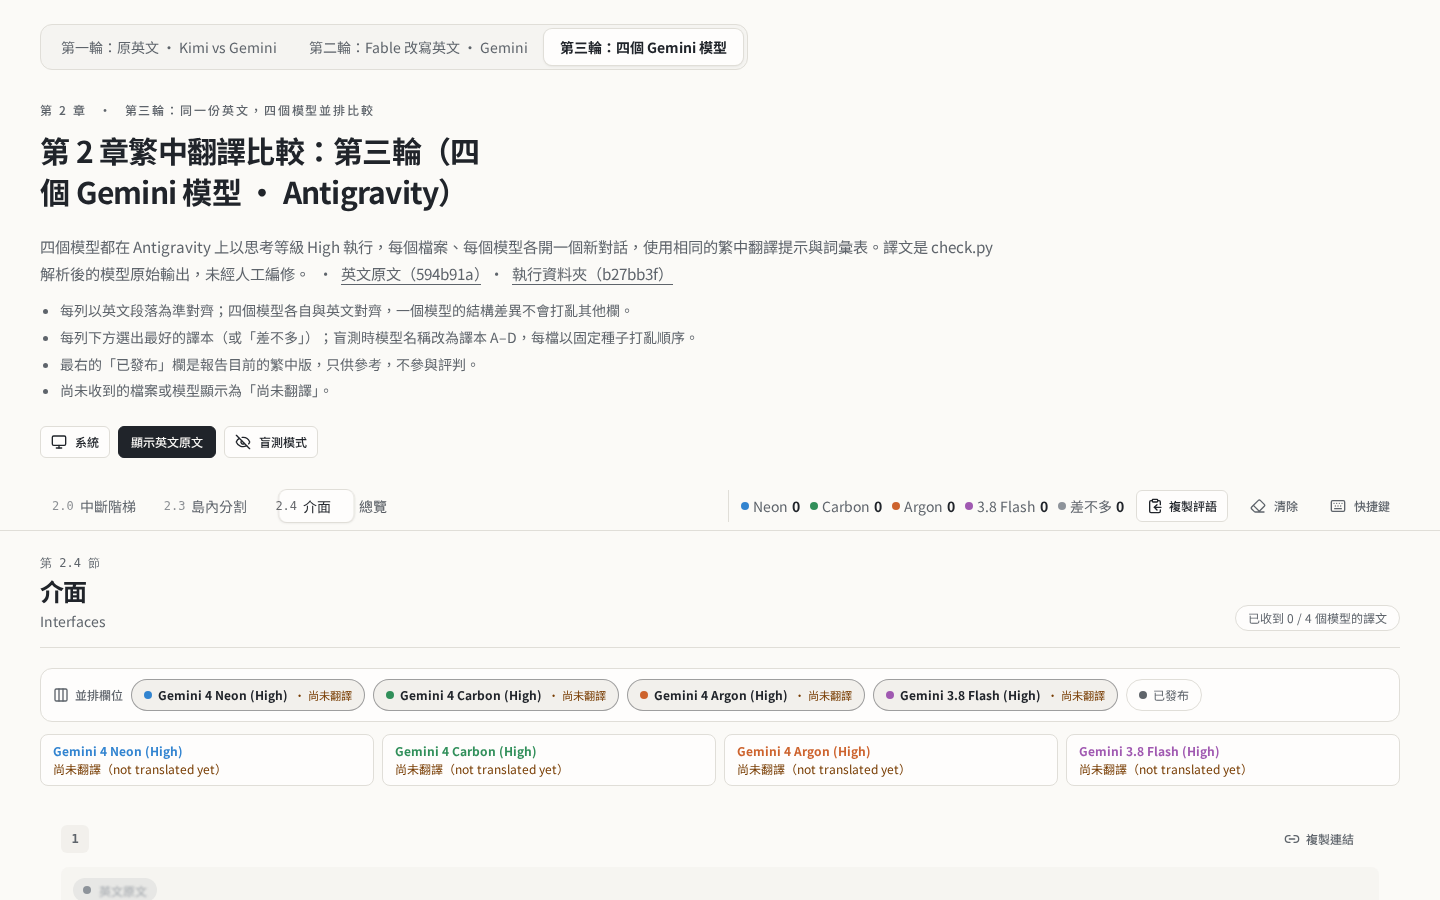 第一輪：原英文 · Kimi vs Gemini
第二輪：Fable 改寫英文 · Gemini
第三輪：四個 Gemini 模型
第 2 章 · 第三輪：同一份英文，四個模型並排比較
第 2 章繁中翻譯比較：第三輪（四
個 Gemini 模型 · Antigravity）
四個模型都在 Antigravity 上以思考等級 High 執行，每個檔案、每個模型各開一個新對話，使用相同的繁中翻譯提示與詞彙表。譯文是 check.py
解析後的模型原始輸出，未經人工編修。 · 英文原文（594b91a） · 執行資料夾（b27bb3f）
每列以英文段落為準對齊；四個模型各自與英文對齊，一個模型的結構差異不會打亂其他欄。
每列下方選出最好的譯本（或「差不多」）；盲測時模型名稱改為譯本 A–D，每檔以固定種子打亂順序。
最右的「已發布」欄是報告目前的繁中版，只供參考，不參與評判。
尚未收到的檔案或模型顯示為「尚未翻譯」。
系統
顯示英文原文
盲測模式
2.0 中斷階梯
2.3 島內分割
2.4 介面
總覽
Neon 0
Carbon 0
Argon 0
3.8 Flash 0
差不多 0
複製評語
清除
快捷鍵
第 2.4 節
介面
Interfaces
已收到 0 / 4 個模型的譯文
並排欄位
Gemini 4 Neon (High) · 尚未翻譯
Gemini 4 Carbon (High) · 尚未翻譯
Gemini 4 Argon (High) · 尚未翻譯
Gemini 3.8 Flash (High) · 尚未翻譯
已發布
Gemini 4 Neon (High)
尚未翻譯（not translated yet）
Gemini 4 Carbon (High)
尚未翻譯（not translated yet）
Gemini 4 Argon (High)
尚未翻譯（not translated yet）
Gemini 3.8 Flash (High)
尚未翻譯（not translated yet）
1
複製連結
英文原文